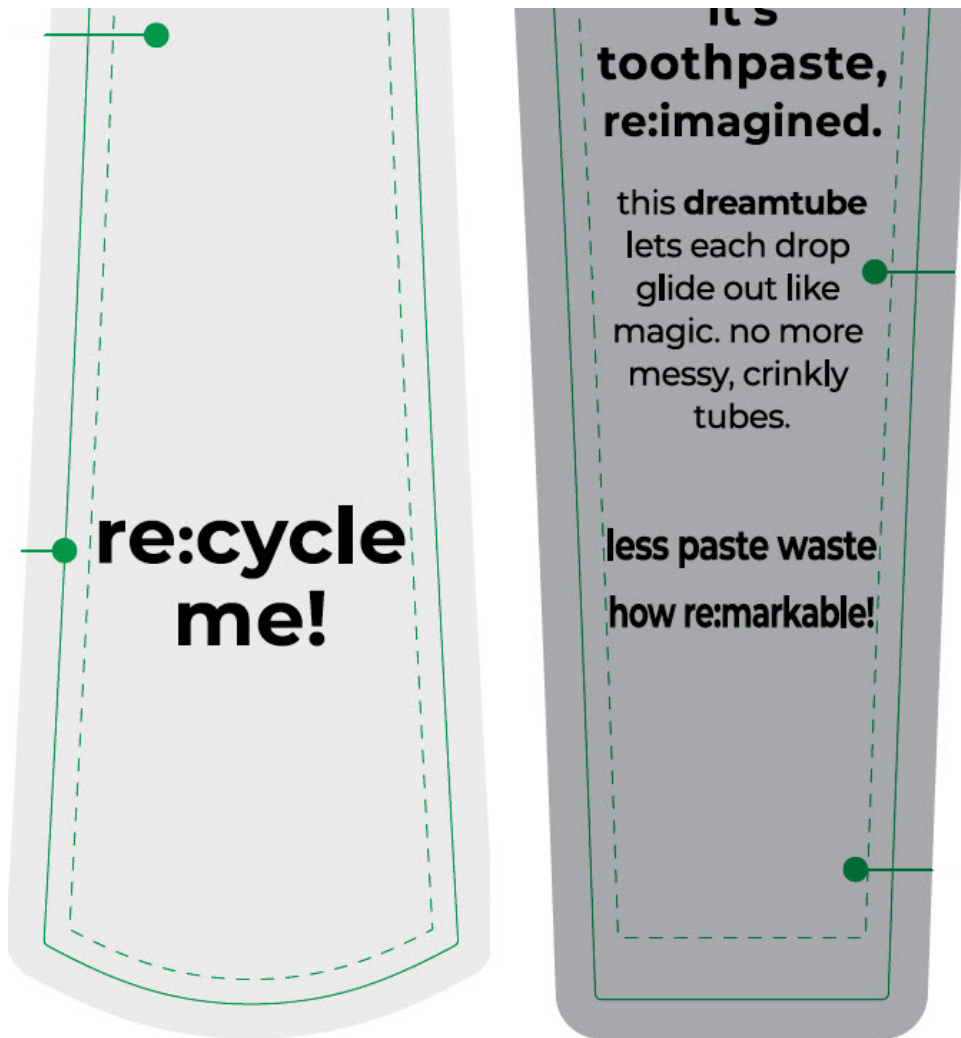 re:cycle
me!
it's
toothpaste,
re:imagined.
this dreamtube
lets each drop
glide out like
magic. no more
messy, crinkly
tubes.
less paste waste
how re:markable!